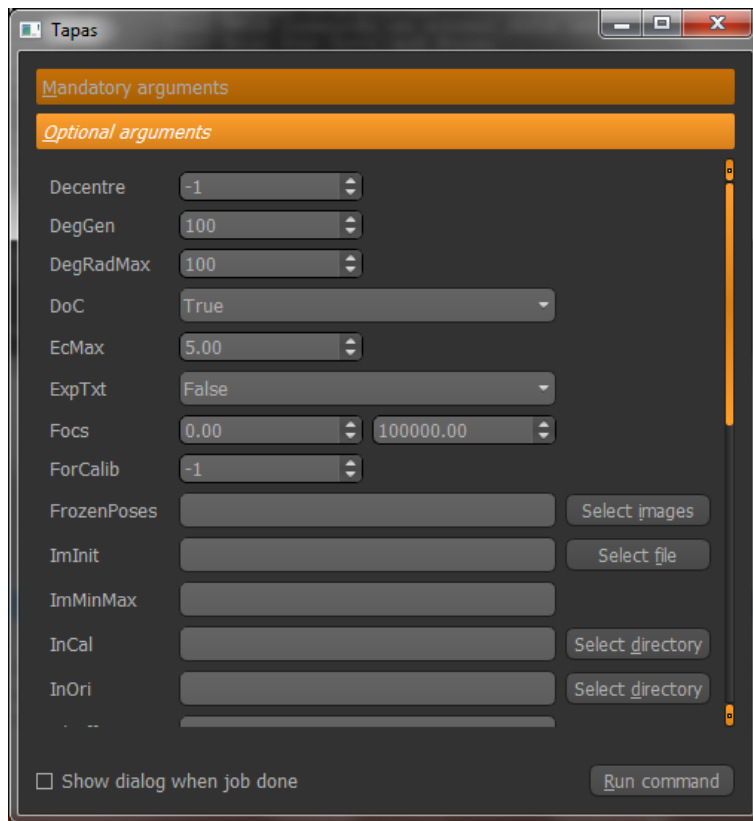 Tapas
Mandatory arguments
Optional arguments
Decentre -1
DegGen 100
DegRadMax 100
DoC True
EcMax 5.00
ExpTxt False
Focs 0.00 100000.00
ForCalib -1
FrozenPoses Select images
ImInit Select file
ImMinMax
InCal Select directory
InOri Select directory
Show dialog when job done Run command